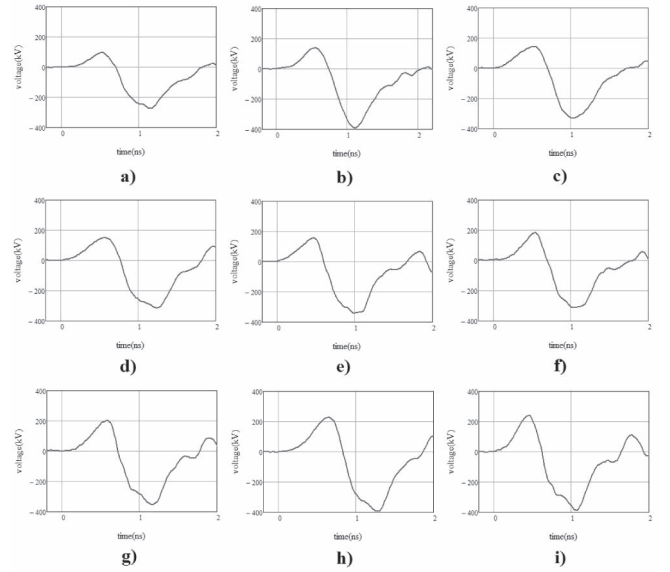 400
200
0
− 200
− 400
voltage(kV)
0 1 2
time(ns)
a)
400
200
0
− 200
− 400
voltage(kV)
0 1 2
time(ns)
b)
400
200
0
− 200
− 400
voltage(kV)
0 1 2
time(ns)
c)
400
200
0
− 200
− 400
voltage(kV)
0 1 2
time(ns)
d)
400
200
0
− 200
− 400
voltage(kV)
0 1 2
time(ns)
e)
400
200
0
− 200
− 400
voltage(kV)
0 1 2
time(ns)
f)
400
200
0
− 200
− 400
voltage(kV)
0 1 2
time(ns)
g)
400
200
0
− 200
− 400
voltage(kV)
0 1 2
time(ns)
h)
400
200
0
− 200
− 400
voltage(kV)
0 1 2
time(ns)
i)